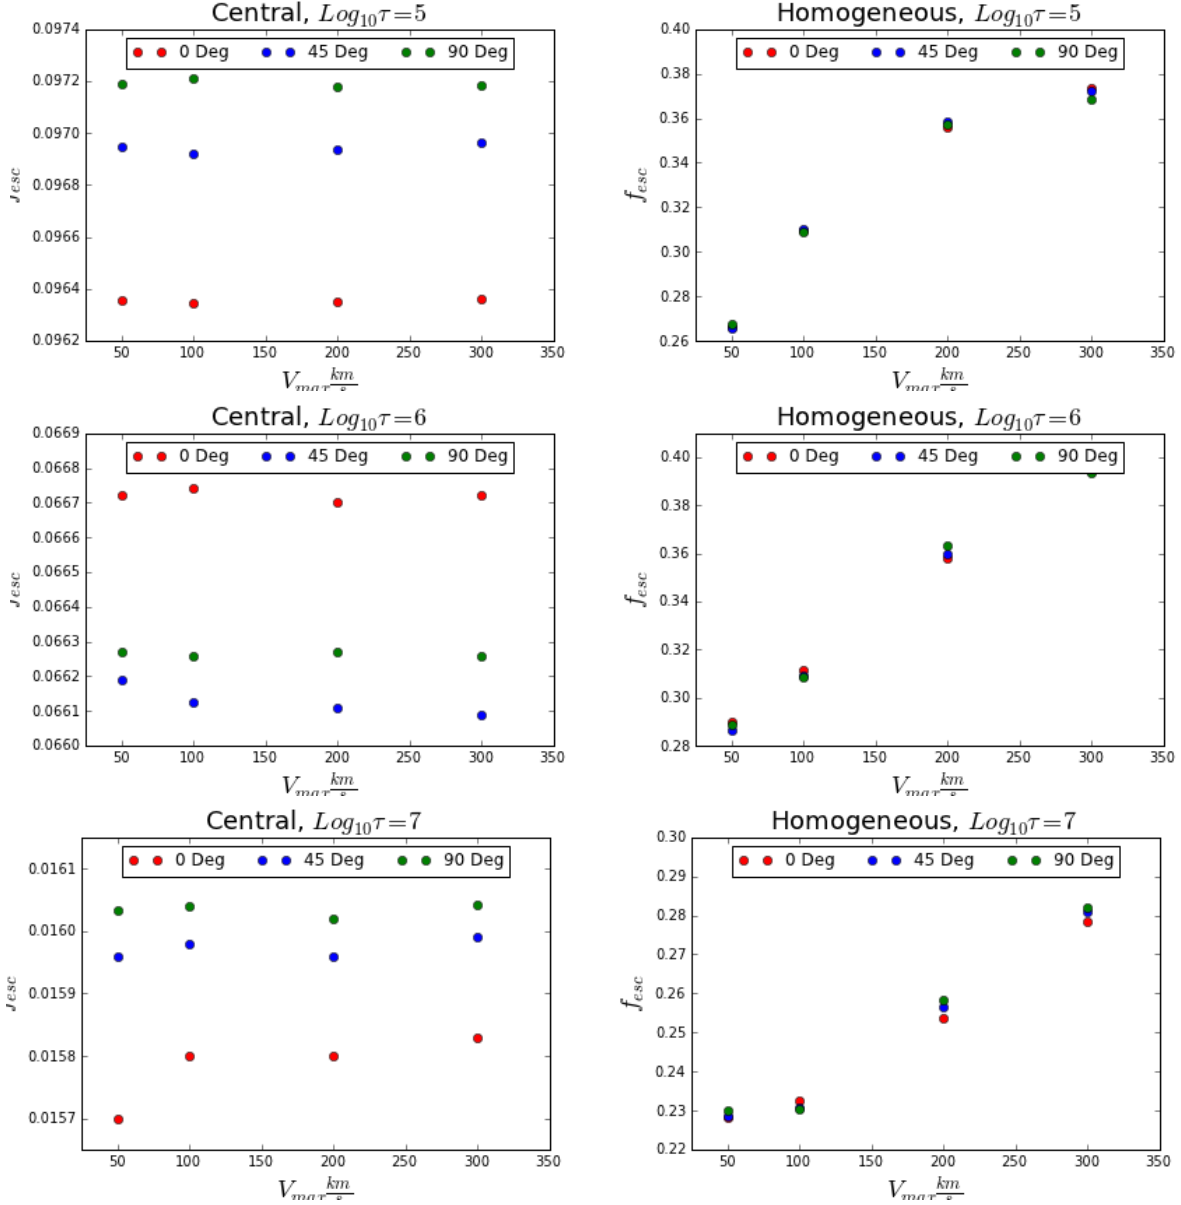 Central, Log₁₀τ=5
0 Deg 45 Deg 90 Deg
0.0974
0.0972
0.0970
0.0968
0.0966
0.0964
0.0962
50 100 150 200 250 300 350
Homogeneous, Log₁₀τ=5
0 Deg 45 Deg 90 Deg
f_esc
0.40
0.38
0.36
0.34
0.32
0.30
0.28
0.26
50 100 150 200 250 300 350
Central, Log₁₀τ=6
0 Deg 45 Deg 90 Deg
0.0669
0.0668
0.0667
0.0666
0.0665
0.0664
0.0663
0.0662
0.0661
0.0660
50 100 150 200 250 300 350
Homogeneous, Log₁₀τ=6
0 Deg 45 Deg 90 Deg
f_esc
0.40
0.38
0.36
0.34
0.32
0.30
0.28
50 100 150 200 250 300 350
Central, Log₁₀τ=7
0 Deg 45 Deg 90 Deg
0.0161
0.0160
0.0159
0.0158
0.0157
50 100 150 200 250 300 350
Homogeneous, Log₁₀τ=7
0 Deg 45 Deg 90 Deg
f_esc
0.30
0.29
0.28
0.27
0.26
0.25
0.24
0.23
0.22
50 100 150 200 250 300 350